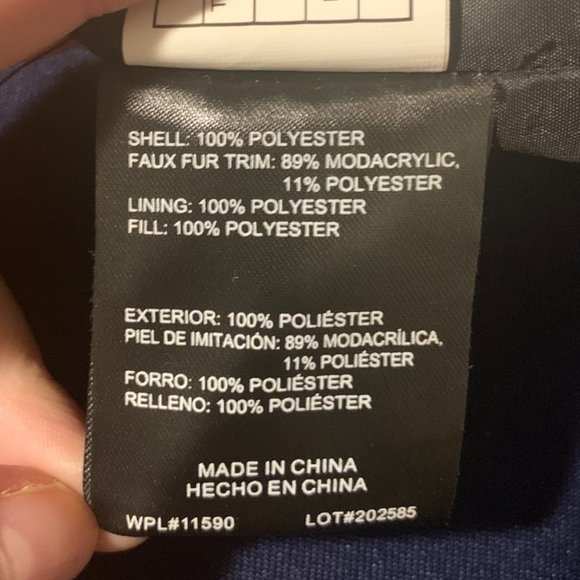 SHELL: 100% POLYESTER
FAUX FUR TRIM: 89% MODACRYLIC,
11% POLYESTER
LINING: 100% POLYESTER
FILL: 100% POLYESTER
EXTERIOR: 100% POLIÉSTER
PIEL DE IMITACIÓN: 89% MODACRÍLICA,
11% POLIÉSTER
FORRO: 100% POLIÉSTER
RELLENO: 100% POLIÉSTER
MADE IN CHINA
HECHO EN CHINA
WPL#11590 LOT#202585